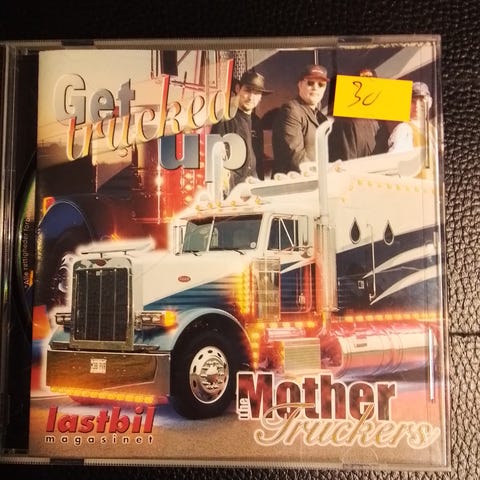 Get
trucked
up
30
the
Mother
Truckers
lastbil
magasinet